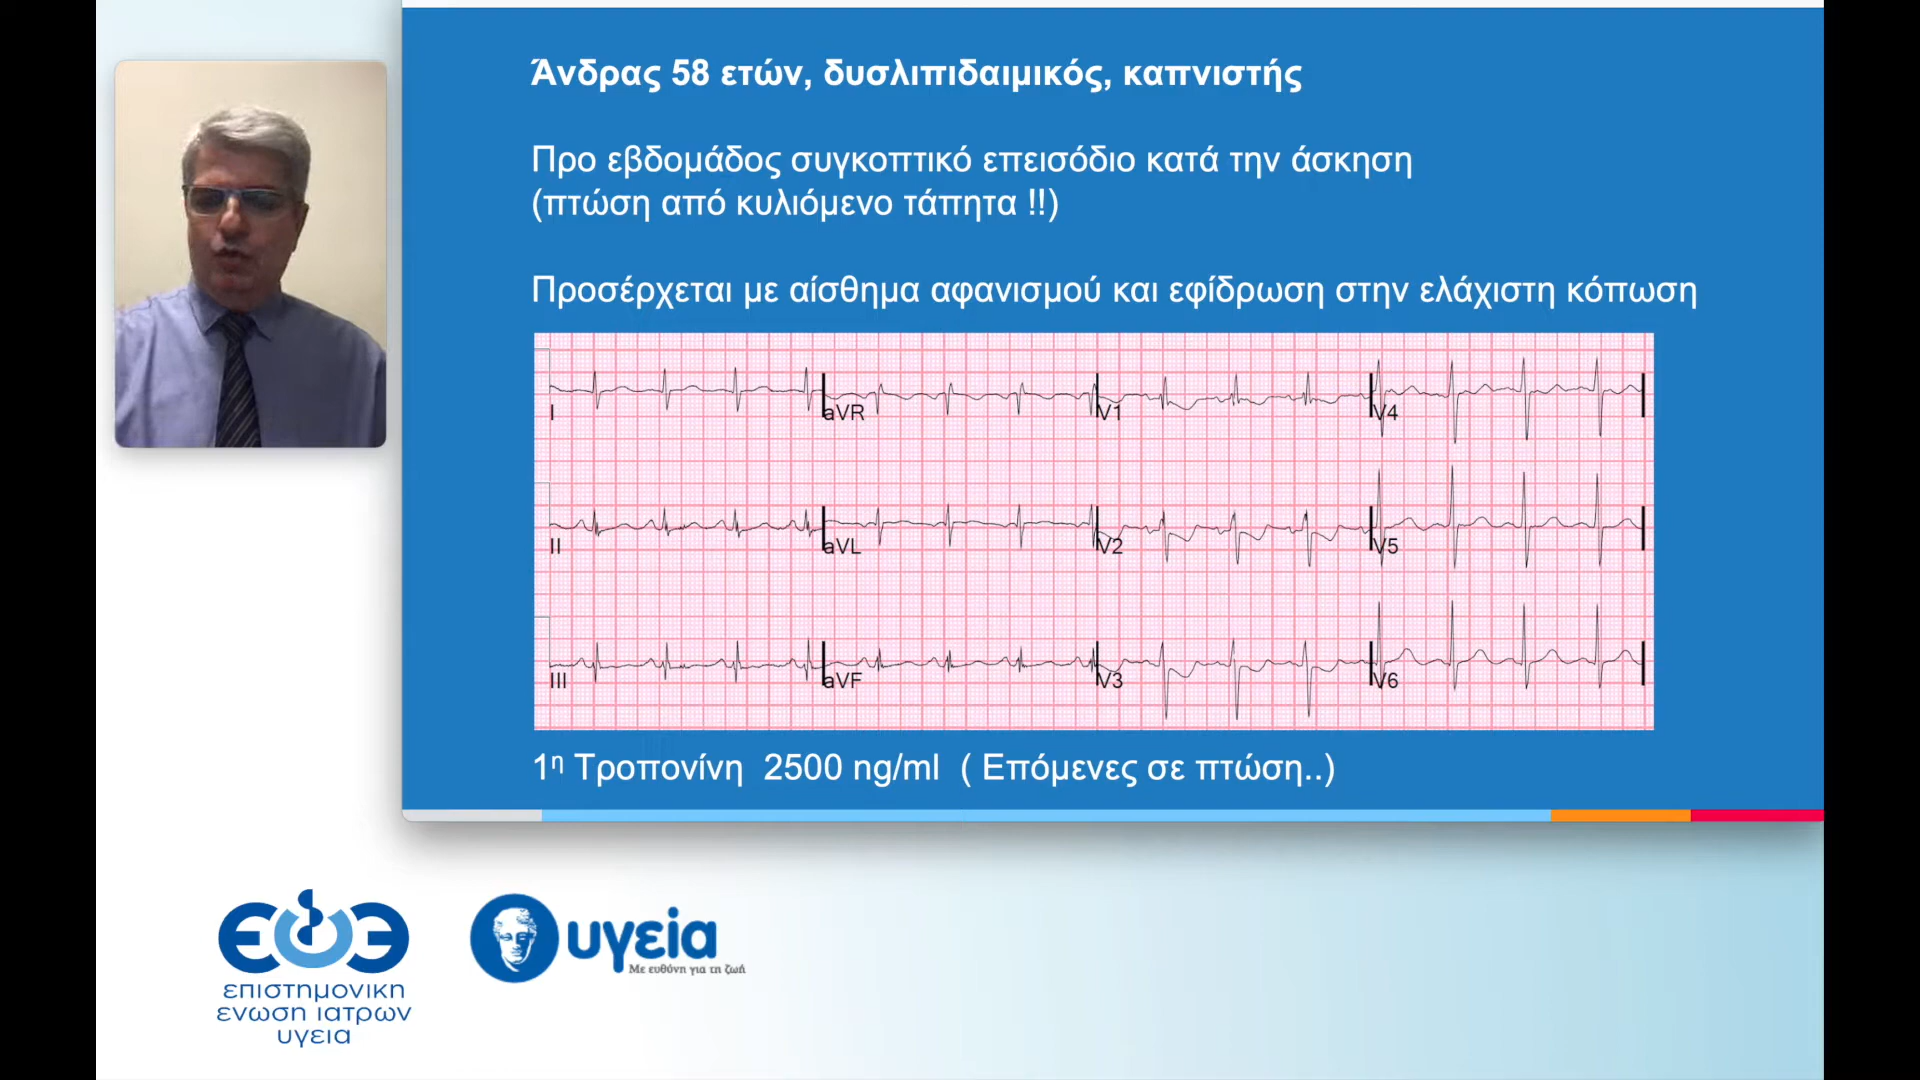 Άνδρας 58 ετών, δυσλιπιδαιμικός, καπνιστής
Προ εβδομάδος συγκοπτικό επεισόδιο κατά την άσκηση
(πτώση από κυλιόμενο τάπητα !!)
Προσέρχεται με αίσθημα αφανισμού και εφίδρωση στην ελάχιστη κόπωση
I aVR V1 V4
II aVL V2 V5
III aVF V3 V6
1η Τροπονίνη 2500 ng/ml ( Επόμενες σε πτώση..)
εΙε
επιστημονικη
ενωση ιατρων
υγεια
υγεία
Με ευθύνη για τη ζωή